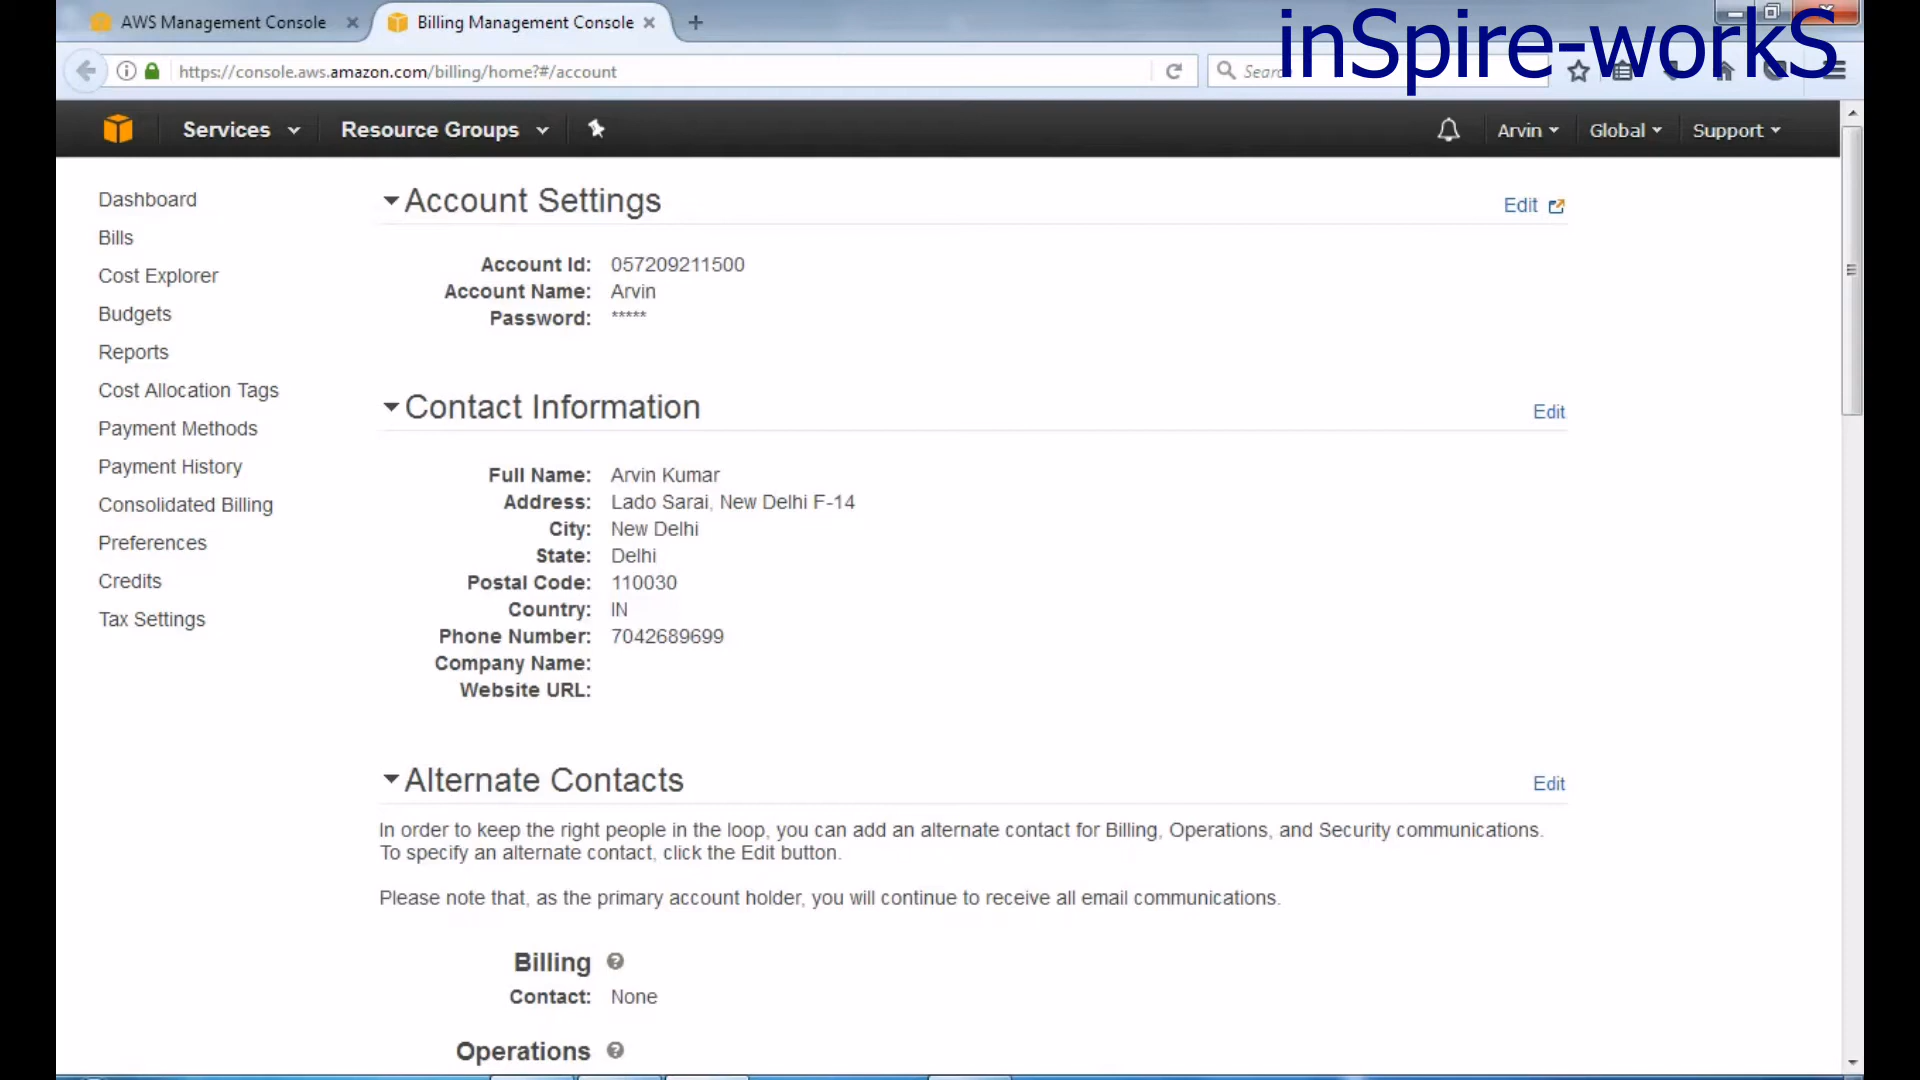 AWS Management Console
Billing Management Console
inSpire-workS
https://console.aws.amazon.com/billing/home?#/account
Services
Resource Groups
Arvin
Global
Support
Dashboard
Bills
Cost Explorer
Budgets
Reports
Cost Allocation Tags
Payment Methods
Payment History
Consolidated Billing
Preferences
Credits
Tax Settings
Account Settings
Edit
Account Id: 057209211500
Account Name: Arvin
Password: *****
Contact Information
Edit
Full Name: Arvin Kumar
Address: Lado Sarai, New Delhi F-14
City: New Delhi
State: Delhi
Postal Code: 110030
Country: IN
Phone Number: 7042689699
Company Name:
Website URL:
Alternate Contacts
Edit
In order to keep the right people in the loop, you can add an alternate contact for Billing, Operations, and Security communications.
To specify an alternate contact, click the Edit button.
Please note that, as the primary account holder, you will continue to receive all email communications.
Billing
Contact: None
Operations